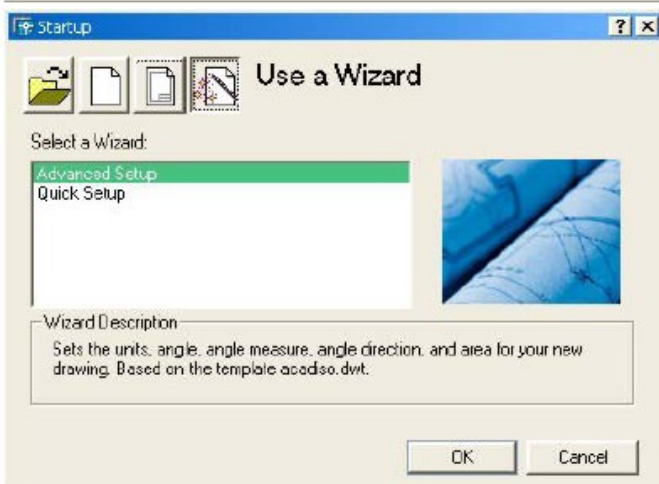 Startup
Use a Wizard
Select a Wizard:
Advanced Setup
Quick Setup
Wizard Description
Sets the units, angle, angle measure, angle direction, and area for your new
drawing. Based on the template acadiso.dwt.
OK
Cancel